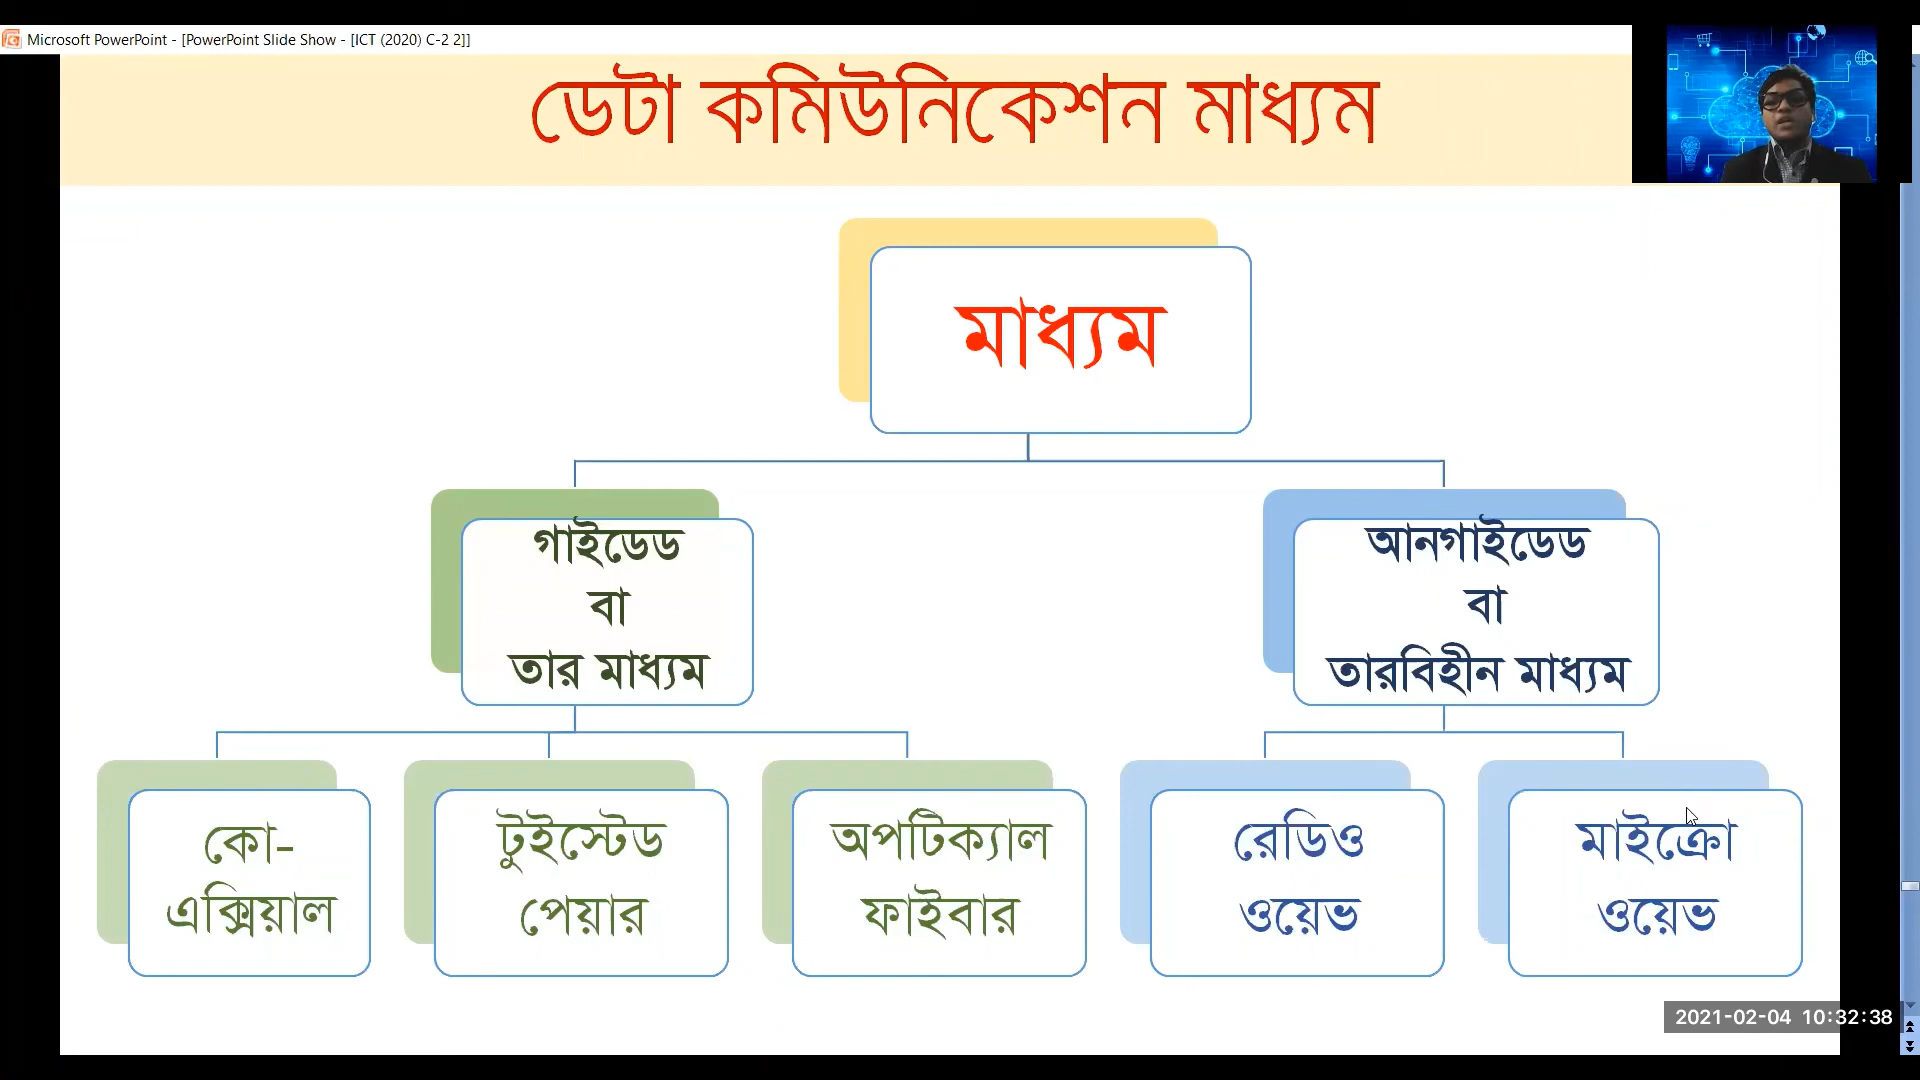 Microsoft PowerPoint - [PowerPoint Slide Show - [ICT (2020) C-2 2]]
ডেটা কমিউনিকেশন মাধ্যম
মাধ্যম
গাইডেড
বা
তার মাধ্যম
আনগাইডেড
বা
তারবিহীন মাধ্যম
কো-
এক্সিয়াল
টুইস্টেড
পেয়ার
অপটিক্যাল
ফাইবার
রেডিও
ওয়েভ
মাইক্রো
ওয়েভ
2021-02-04 10:32:38